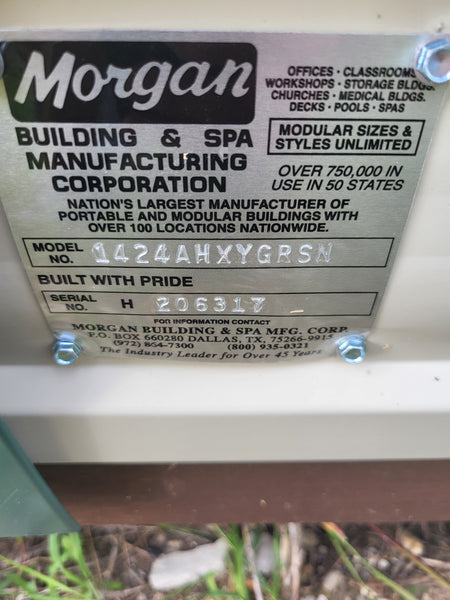 Morgan
OFFICES · CLASSROOMS
WORKSHOPS · STORAGE BLDGS.
CHURCHES · MEDICAL BLDGS.
DECKS · POOLS · SPAS
BUILDING & SPA
MANUFACTURING
CORPORATION
MODULAR SIZES &
STYLES UNLIMITED
OVER 750,000 IN
USE IN 50 STATES
NATION'S LARGEST MANUFACTURER OF
PORTABLE AND MODULAR BUILDINGS WITH
OVER 100 LOCATIONS NATIONWIDE.
MODEL NO. 1424AHXYGRSN
BUILT WITH PRIDE
SERIAL NO. H 206317
FOR INFORMATION CONTACT
MORGAN BUILDING & SPA MFG. CORP.
P.O. BOX 660280 DALLAS, TX, 75266-9915
(972) 864-7300 (800) 935-0321
The Industry Leader for Over 45 Years